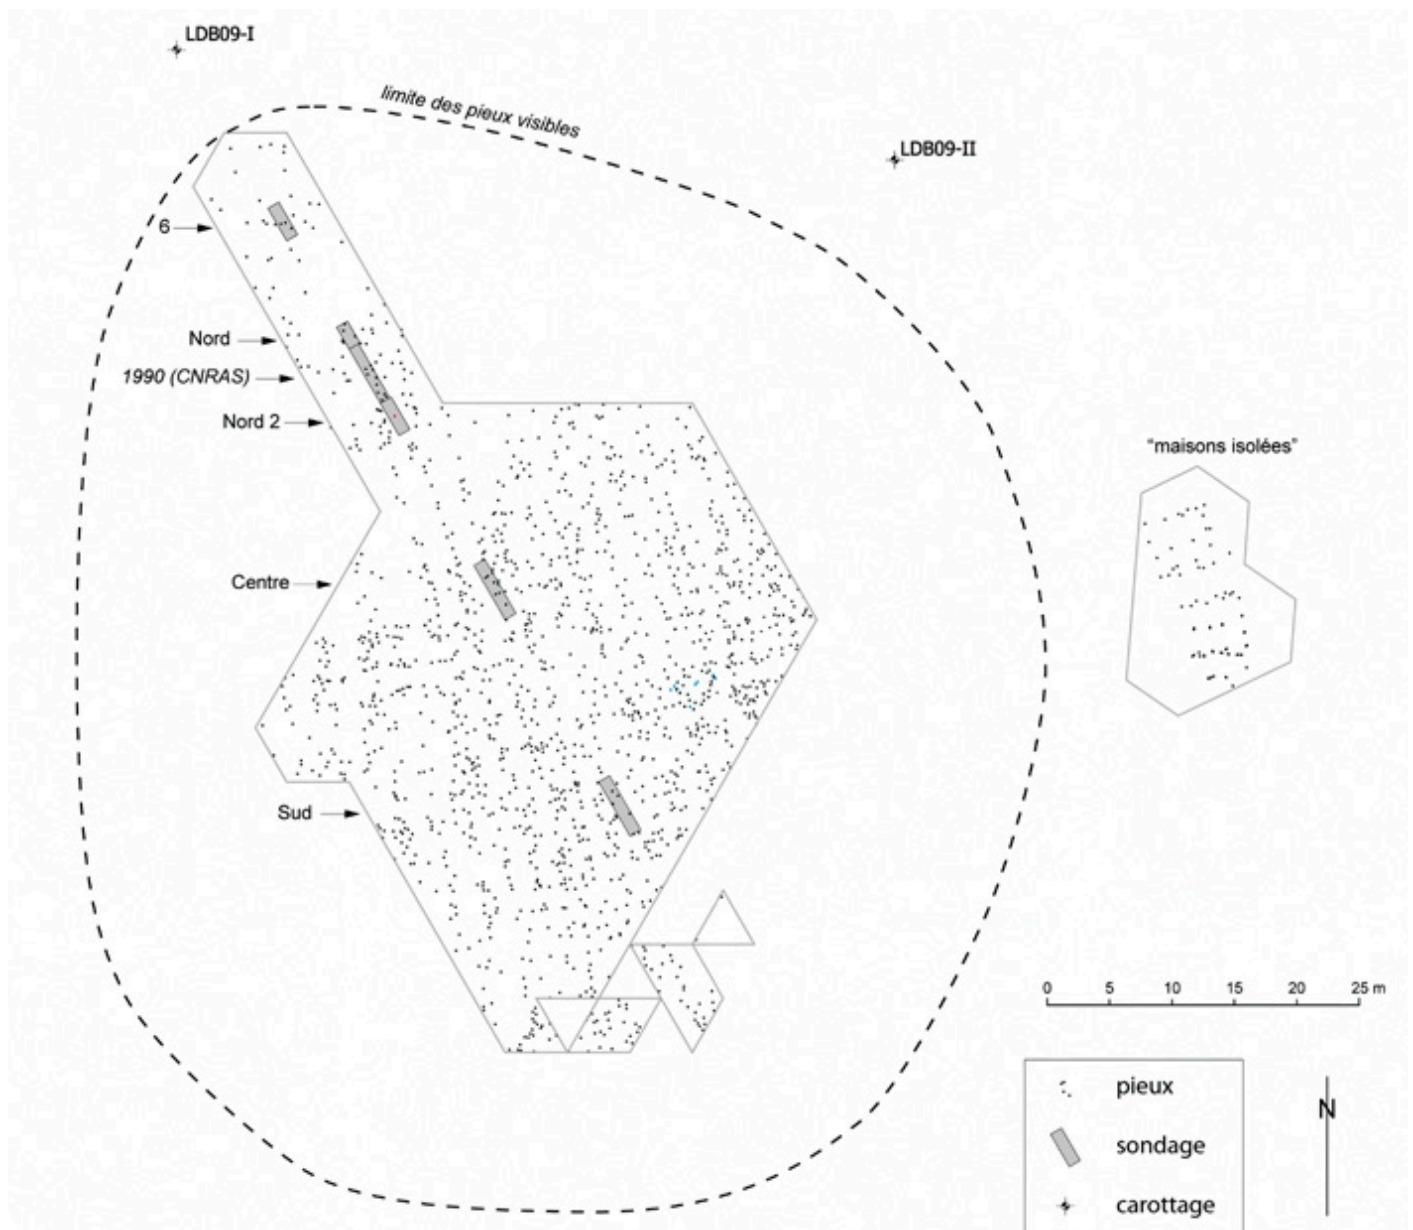 LDB09-I
limite des pieux visibles
LDB09-II
6
Nord
1990 (CNRAS)
Nord 2
"maisons isolées"
Centre
Sud
0 5 10 15 20 25 m
pieux
N
sondage
carottage